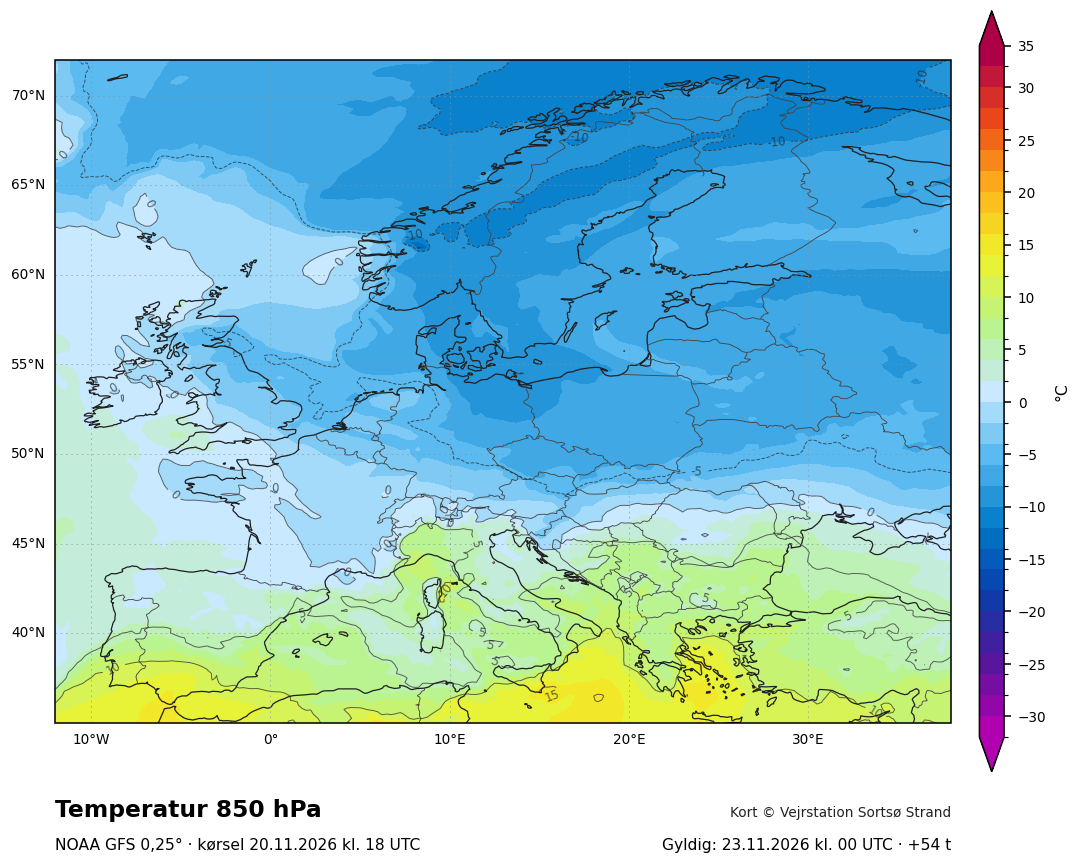 70°N
65°N
60°N
55°N
50°N
45°N
40°N
10°W 0° 10°E 20°E 30°E
35
30
25
20
15
10
5
0
−5
−10
−15
−20
−25
−30
°C
Temperatur 850 hPa
Kort © Vejrstation Sortsø Strand
NOAA GFS 0,25° · kørsel 20.11.2026 kl. 18 UTC
Gyldig: 23.11.2026 kl. 00 UTC · +54 t